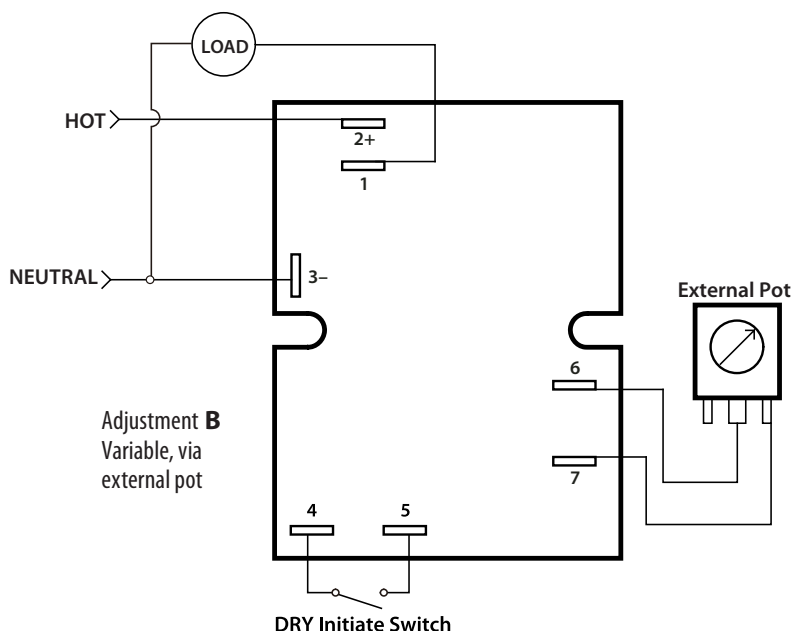 LOAD
HOT
2+
1
NEUTRAL
3–
External Pot
6
Adjustment B
Variable, via
external pot
7
4
5
DRY Initiate Switch